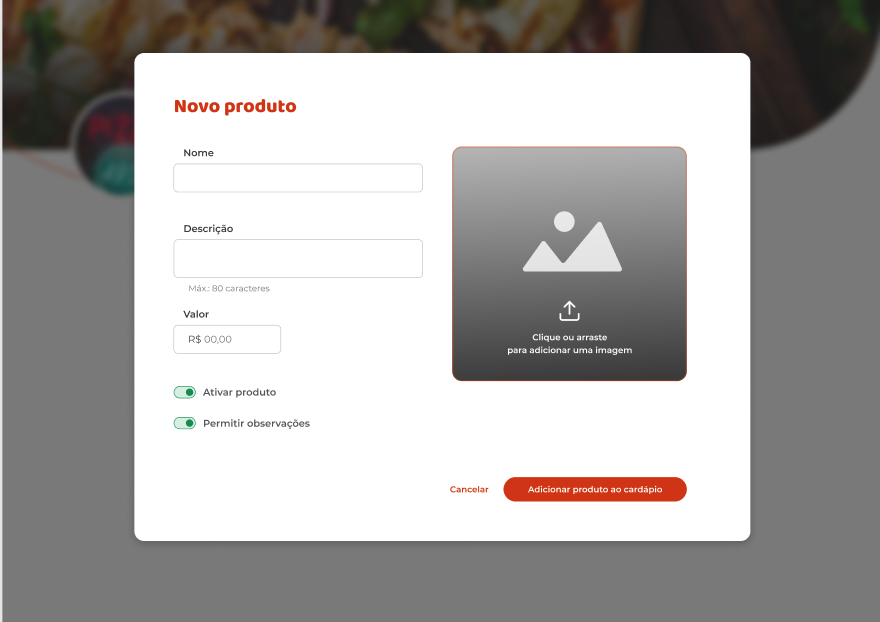 Novo produto
Nome
Descrição
Máx.: 80 caracteres
Valor
R$ 00,00
Ativar produto
Permitir observações
Clique ou arraste
para adicionar uma imagem
Cancelar
Adicionar produto ao cardápio